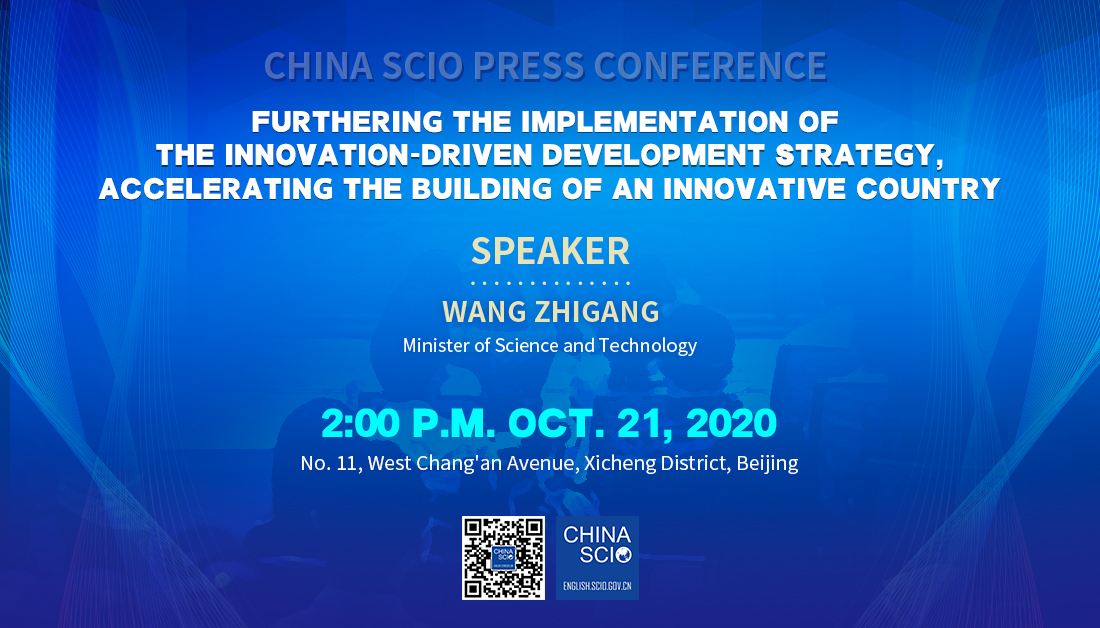 CHINA SCIO PRESS CONFERENCE
FURTHERING THE IMPLEMENTATION OF
THE INNOVATION-DRIVEN DEVELOPMENT STRATEGY,
ACCELERATING THE BUILDING OF AN INNOVATIVE COUNTRY
SPEAKER
WANG ZHIGANG
Minister of Science and Technology
2:00 P.M. OCT. 21, 2020
No. 11, West Chang'an Avenue, Xicheng District, Beijing
CHINA
SCIO
CHINA
SCIO
ENGLISH.SCIO.GOV.CN